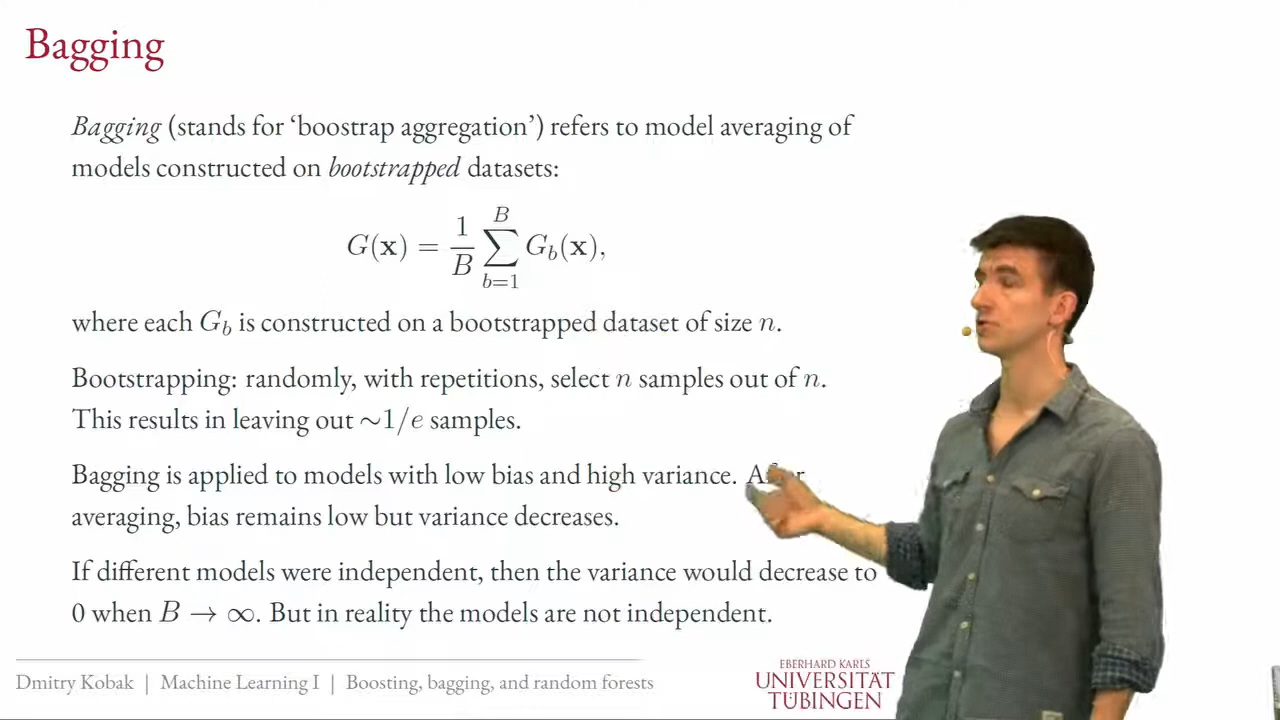 Bagging
Bagging (stands for ‘boostrap aggregation’) refers to model averaging of
models constructed on bootstrapped datasets:
G(x) = 1/B ∑_{b=1}^{B} G_b(x),
where each G_b is constructed on a bootstrapped dataset of size n.
Bootstrapping: randomly, with repetitions, select n samples out of n.
This results in leaving out ~1/e samples.
Bagging is applied to models with low bias and high variance. After
averaging, bias remains low but variance decreases.
If different models were independent, then the variance would decrease to
0 when B → ∞. But in reality the models are not independent.
Dmitry Kobak | Machine Learning I | Boosting, bagging, and random forests
EBERHARD KARLS
UNIVERSITÄT
TÜBINGEN